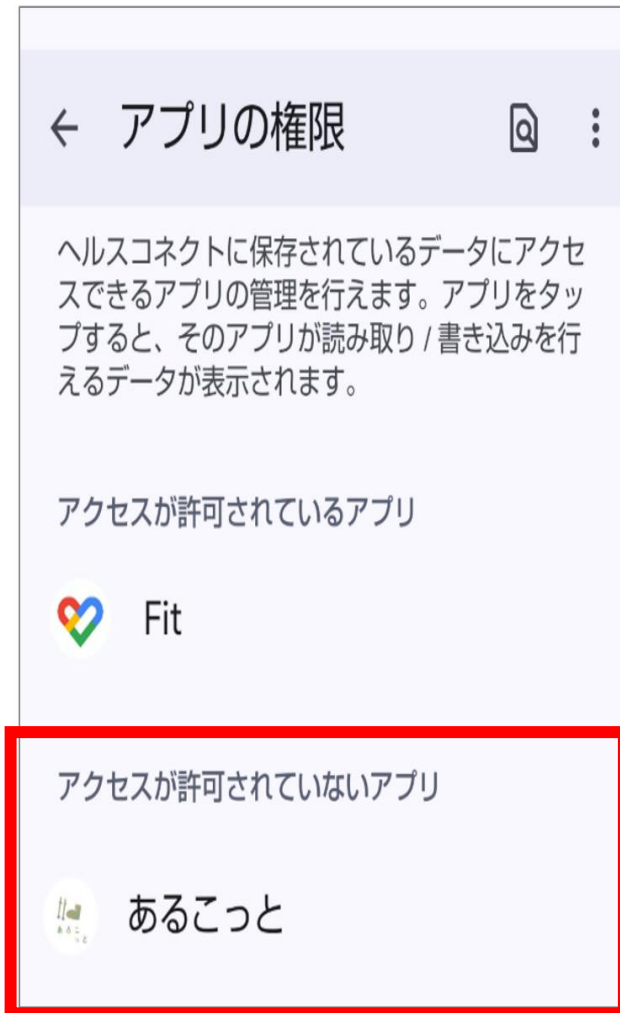 アプリの権限
ヘルスコネクトに保存されているデータにアクセ
スできるアプリの管理を行えます。アプリをタッ
プすると、そのアプリが読み取り / 書き込みを行
えるデータが表示されます。
アクセスが許可されているアプリ
Fit
アクセスが許可されていないアプリ
あるこ
っと
あるこっと